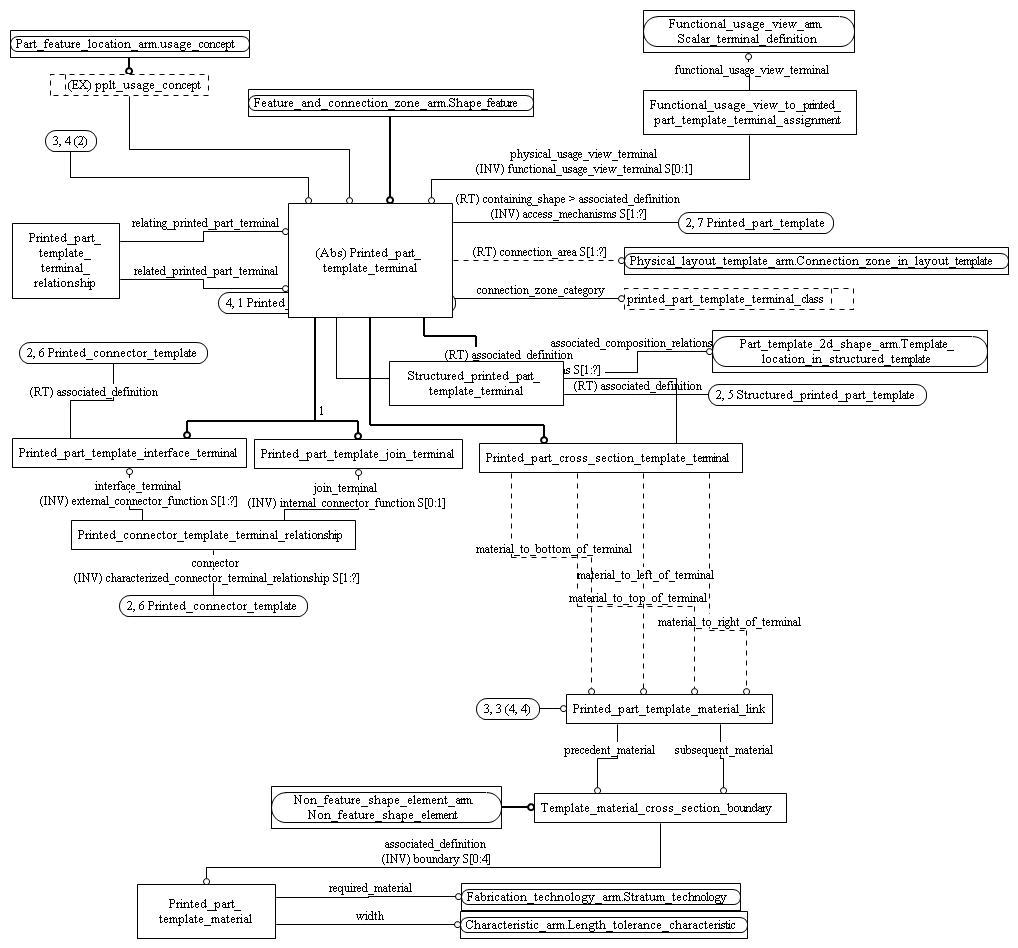 Part_feature_location_arm.usage_concept
Functional_usage_view_arm.
Scalar_terminal_definition
(EX) pplt_usage_concept
functional_usage_view_terminal
Feature_and_connection_zone_arm.Shape_feature
Functional_usage_view_to_printed_
part_template_terminal_assignment
3, 4 (2)
physical_usage_view_terminal
(INV) functional_usage_view_terminal S[0:1]
(RT) containing_shape > associated_definition
(INV) access_mechanisms S[1:?]
2, 7 Printed_part_template
relating_printed_part_terminal
Printed_part_
template_
terminal_
relationship
(Abs) Printed_part_
template_terminal
(RT) connection_area S[1:?]
Physical_layout_template_arm.Connection_zone_in_layout_template
related_printed_part_terminal
connection_zone_category
printed_part_template_terminal_class
4, 1 Printed_
2, 6 Printed_connector_template
associated_composition_relations
Part_template_2d_shape_arm.Template_
location_in_structured_template
(RT) associated_definition
ns S[1:?]
Structured_printed_part_
template_terminal
(RT) associated_definition
2, 5 Structured_printed_part_template
(RT) associated_definition
1
Printed_part_template_interface_terminal
Printed_part_template_join_terminal
Printed_part_cross_section_template_terminal
interface_terminal
(INV) external_connector_function S[1:?]
join_terminal
(INV) internal_connector_function S[0:1]
Printed_connector_template_terminal_relationship
material_to_bottom_of_terminal
connector
(INV) characterized_connector_terminal_relationship S[1:?]
material_to_left_of_terminal
2, 6 Printed_connector_template
material_to_top_of_terminal
material_to_right_of_terminal
3, 3 (4, 4)
Printed_part_template_material_link
precedent_material
subsequent_material
Non_feature_shape_element_arm.
Non_feature_shape_element
Template_material_cross_section_boundary
associated_definition
(INV) boundary S[0:4]
Printed_part_
template_material
required_material
Fabrication_technology_arm.Stratum_technology
width
Characteristic_arm.Length_tolerance_characteristic